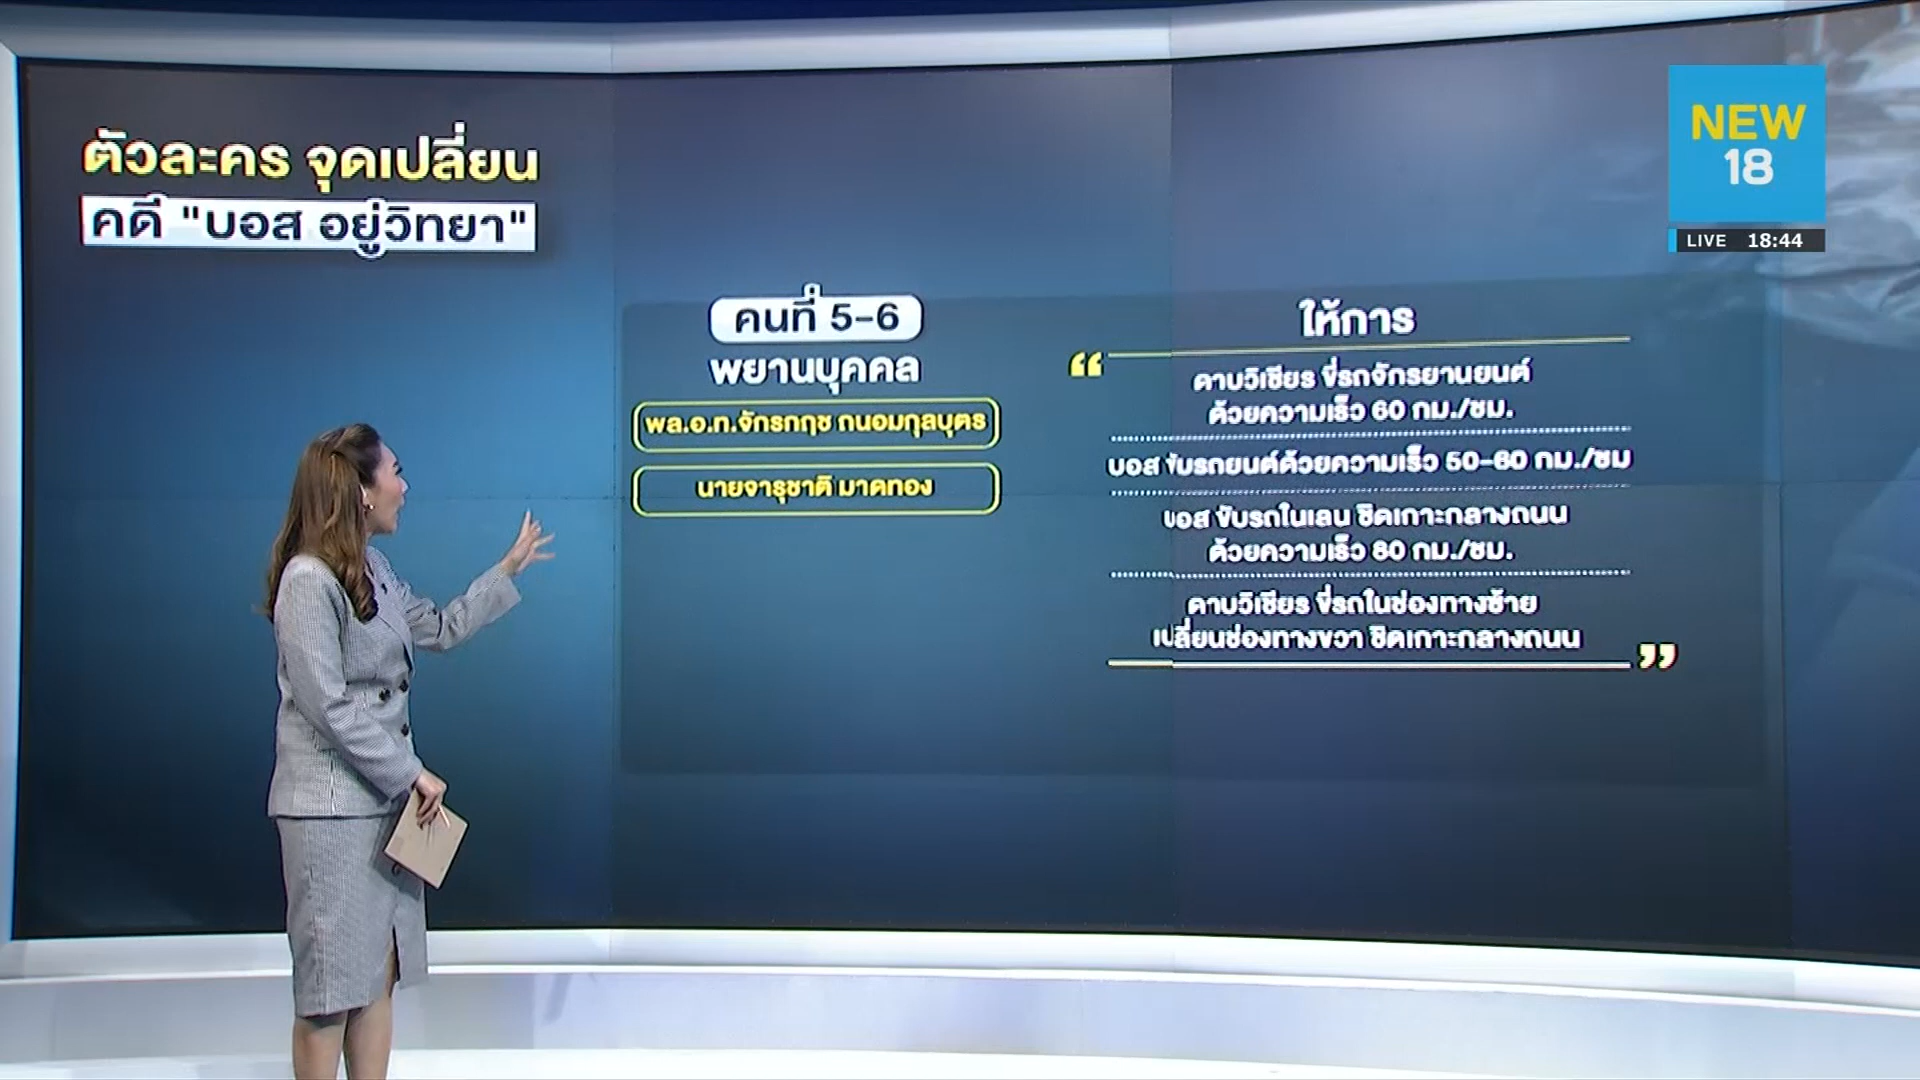 ตัวละคร จุดเปลี่ยน
คดี "บอส อยู่วิทยา"
NEW
18
LIVE 18:44
คนที่ 5-6
พยานบุคคล
พล.อ.ท.จักรกฤช ถนอมกุลบุตร
นายจารุชาติ มาดทอง
ให้การ
“
ดาบวิเชียร ขี่รถจักรยานยนต์
ด้วยความเร็ว 60 กม./ชม.
บอส ขับรถยนต์ด้วยความเร็ว 50-60 กม./ชม
บอส ขับรถในเลน ชิดเกาะกลางถนน
ด้วยความเร็ว 80 กม./ชม.
ดาบวิเชียร ขี่รถในช่องทางซ้าย
เปลี่ยนช่องทางขวา ชิดเกาะกลางถนน
”